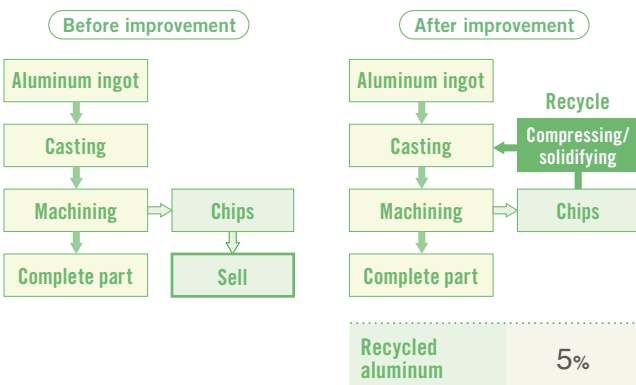 Before improvement
Aluminum ingot
Casting
Machining
Chips
Complete part
Sell
After improvement
Aluminum ingot
Recycle
Compressing/
solidifying
Casting
Machining
Chips
Complete part
Recycled
aluminum
5%